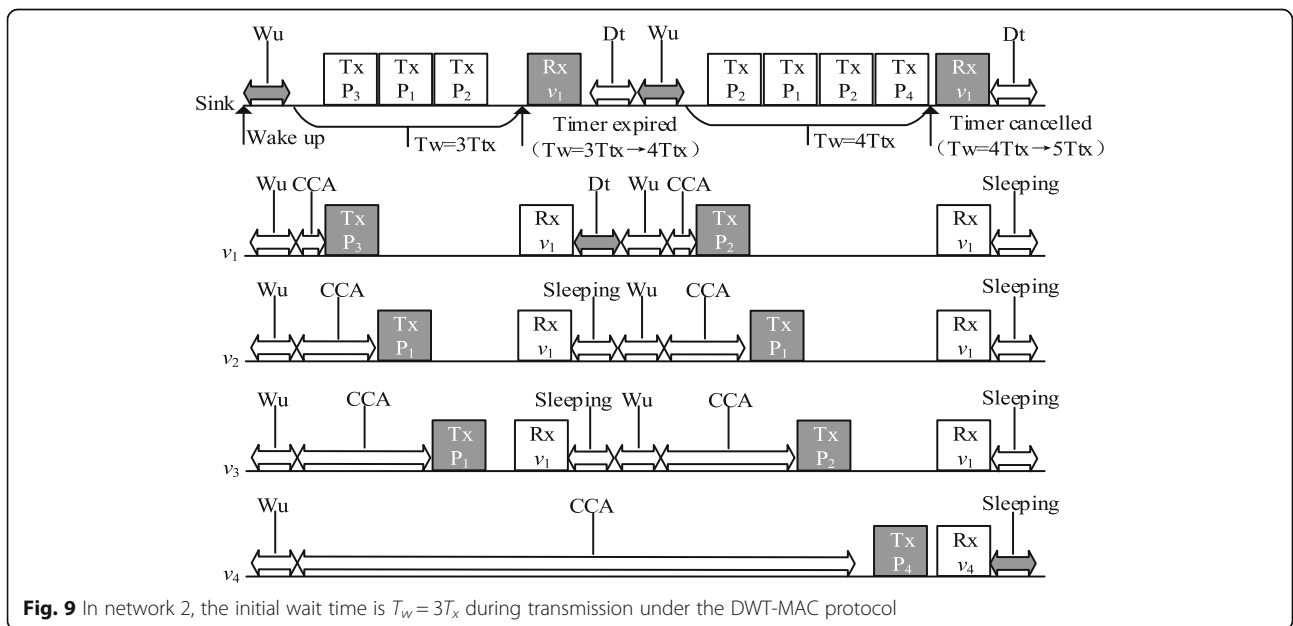 Wu Dt Wu Dt
Tx Tx Tx Rx Tx Tx Tx Tx Rx
P3 P1 P2 v1 P2 P1 P2 P4 v1
Sink
Wake up Tw=3Ttx Timer expired Tw=4Ttx Timer cancelled
(Tw=3Ttx→4Ttx) (Tw=4Ttx→5Ttx)
Wu CCA Dt Wu CCA Sleeping
Tx Rx Tx Rx
P3 v1 P2 v1
v1
Wu CCA Sleeping Wu CCA Sleeping
Tx Rx Tx Rx
P1 v1 P1 v1
v2
Wu CCA Sleeping Wu CCA Sleeping
Tx Rx Tx Rx
P1 v1 P2 v1
v3
Wu CCA Sleeping
Tx Rx
P4 v4
v4
Fig. 9 In network 2, the initial wait time is Tw = 3Tx during transmission under the DWT-MAC protocol